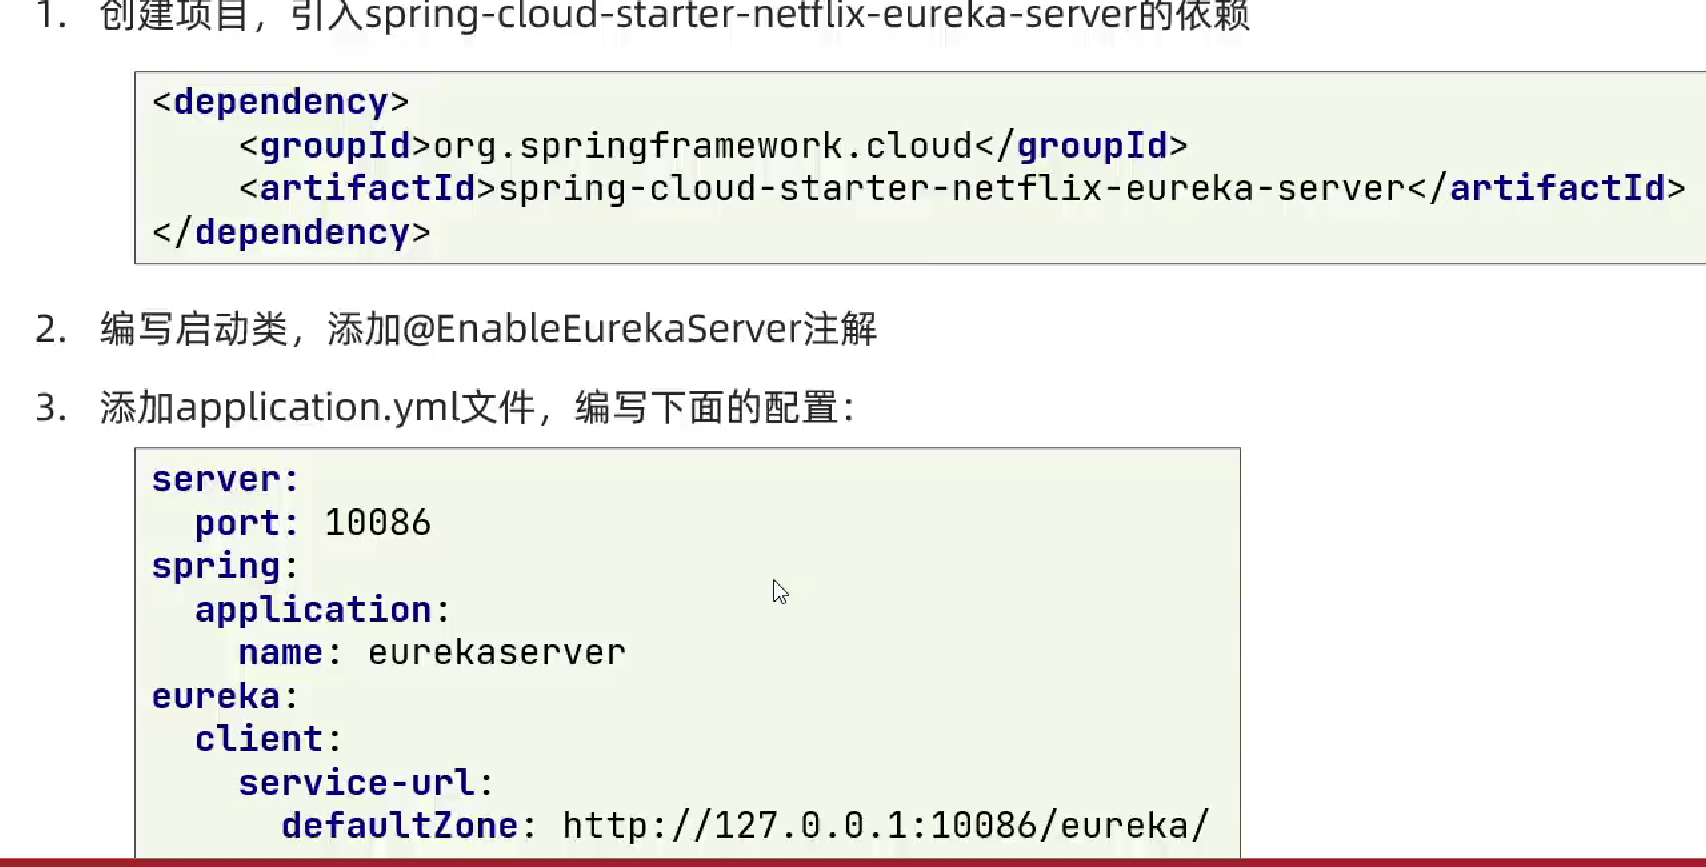 1. 创建项目，引入spring-cloud-starter-netflix-eureka-server的依赖
<dependency>
    <groupId>org.springframework.cloud</groupId>
    <artifactId>spring-cloud-starter-netflix-eureka-server</artifactId>
</dependency>
2. 编写启动类，添加@EnableEurekaServer注解
3. 添加application.yml文件，编写下面的配置：
server:
  port: 10086
spring:
  application:
    name: eurekaserver
eureka:
  client:
    service-url:
      defaultZone: http://127.0.0.1:10086/eureka/